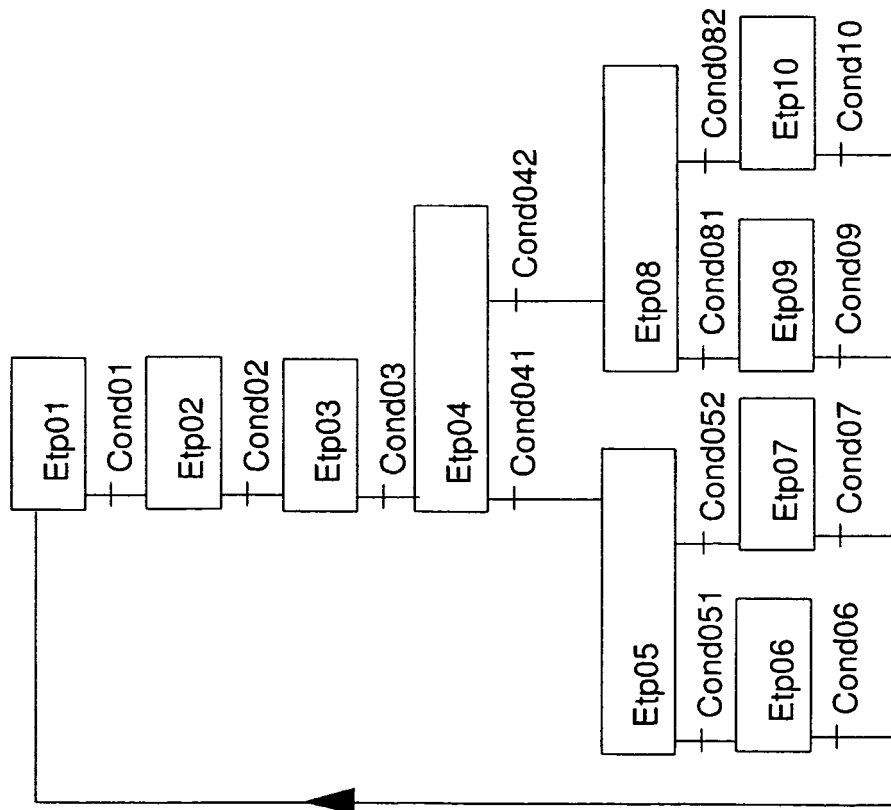 Etp01
Cond01
Etp02
Cond02
Etp03
Cond03
Etp04
Cond041
Cond042
Etp05
Etp08
Cond051
Cond052
Cond081
Cond082
Etp06
Etp07
Etp09
Etp10
Cond06
Cond07
Cond09
Cond10